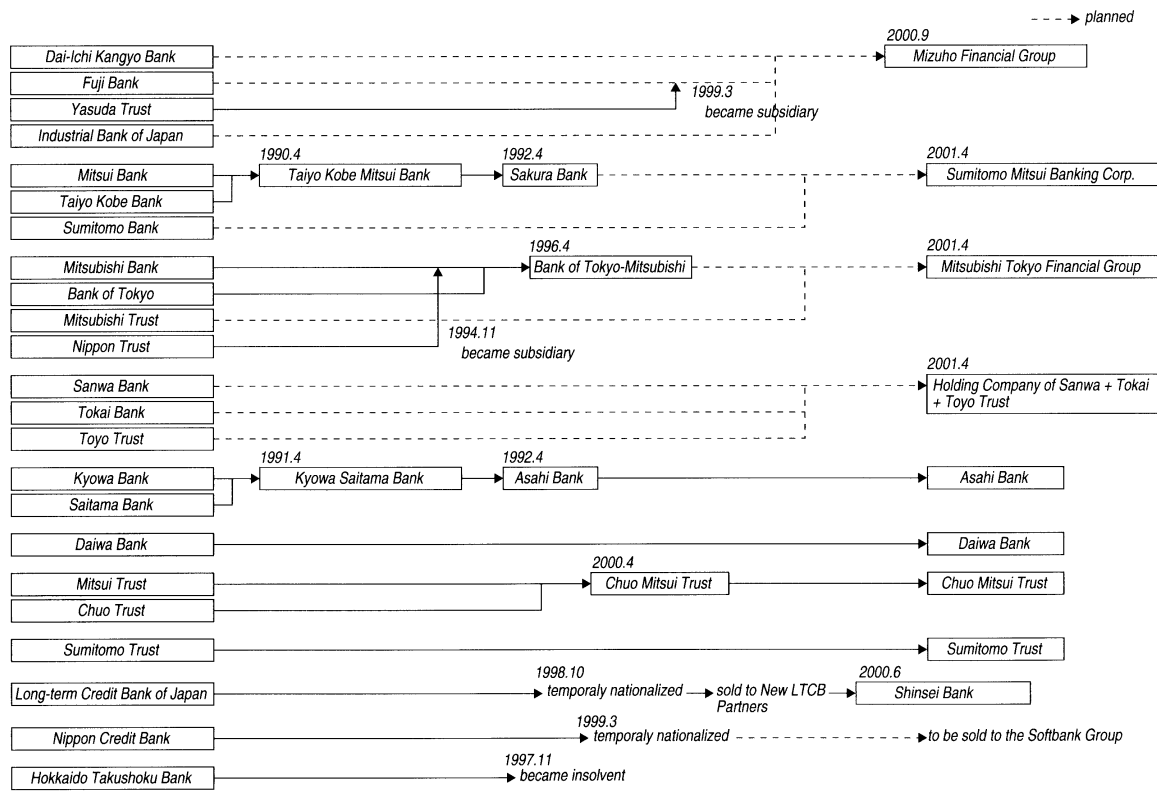 planned
2000.9
Dai-Ichi Kangyo Bank
Mizuho Financial Group
Fuji Bank
1999.3
became subsidiary
Yasuda Trust
Industrial Bank of Japan
1990.4
1992.4
2001.4
Mitsui Bank
Taiyo Kobe Mitsui Bank
Sakura Bank
Sumitomo Mitsui Banking Corp.
Taiyo Kobe Bank
Sumitomo Bank
1996.4
2001.4
Mitsubishi Bank
Bank of Tokyo-Mitsubishi
Mitsubishi Tokyo Financial Group
Bank of Tokyo
Mitsubishi Trust
1994.11
became subsidiary
Nippon Trust
2001.4
Sanwa Bank
Holding Company of Sanwa + Tokai
+ Toyo Trust
Tokai Bank
Toyo Trust
1991.4
1992.4
Kyowa Bank
Kyowa Saitama Bank
Asahi Bank
Asahi Bank
Saitama Bank
Daiwa Bank
Daiwa Bank
2000.4
Mitsui Trust
Chuo Mitsui Trust
Chuo Mitsui Trust
Chuo Trust
Sumitomo Trust
Sumitomo Trust
1998.10
2000.6
Long-term Credit Bank of Japan
temporaly nationalized
sold to New LTCB
Partners
Shinsei Bank
1999.3
Nippon Credit Bank
temporaly nationalized
to be sold to the Softbank Group
1997.11
Hokkaido Takushoku Bank
became insolvent